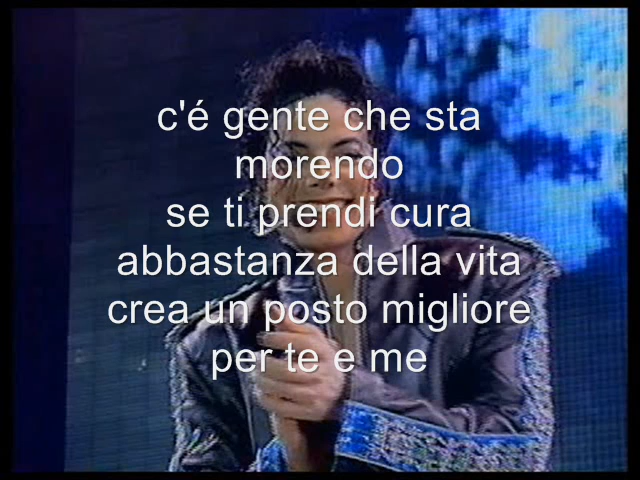 c'é gente che sta
morendo
se ti prendi cura
abbastanza della vita
crea un posto migliore
per te e me